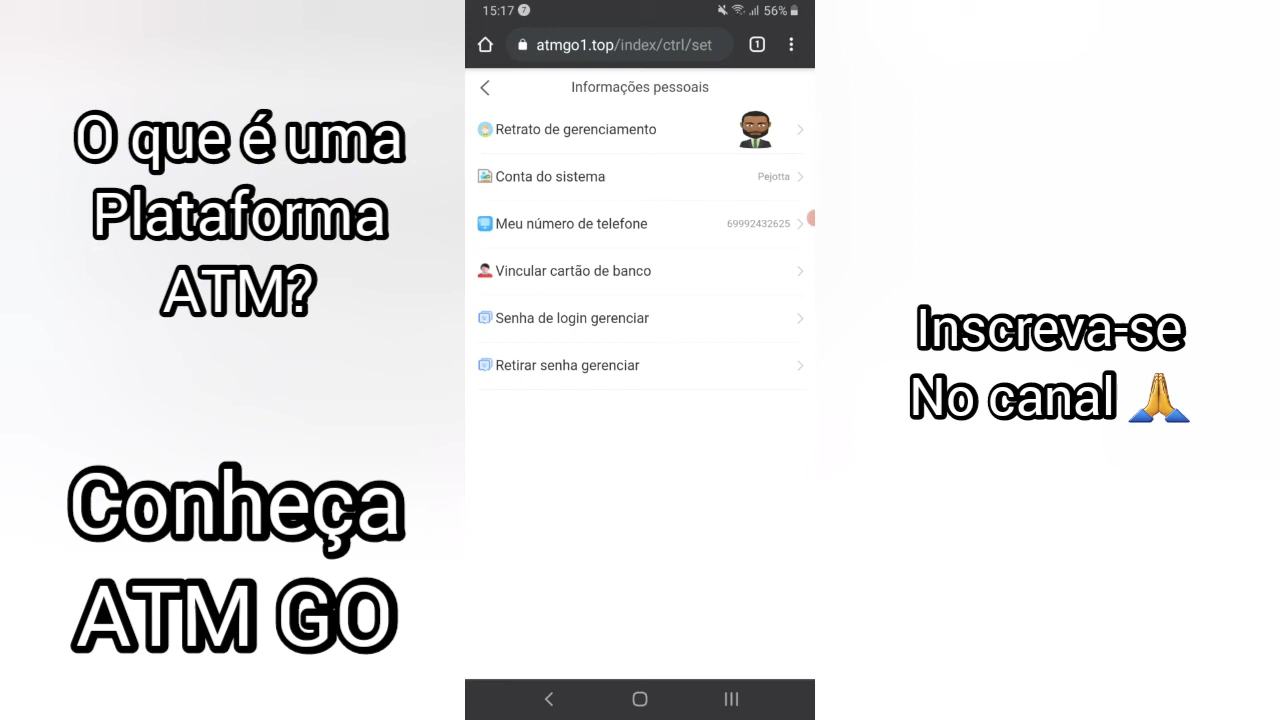 O que é uma
Plataforma
ATM?
Conheça
ATM GO
15:17 7 56%
atmgo1.top/index/ctrl/set 1
Informações pessoais
Retrato de gerenciamento
Conta do sistema Pejotta
Meu número de telefone 69992432625
Vincular cartão de banco
Senha de login gerenciar
Retirar senha gerenciar
Inscreva-se
No canal 🙏